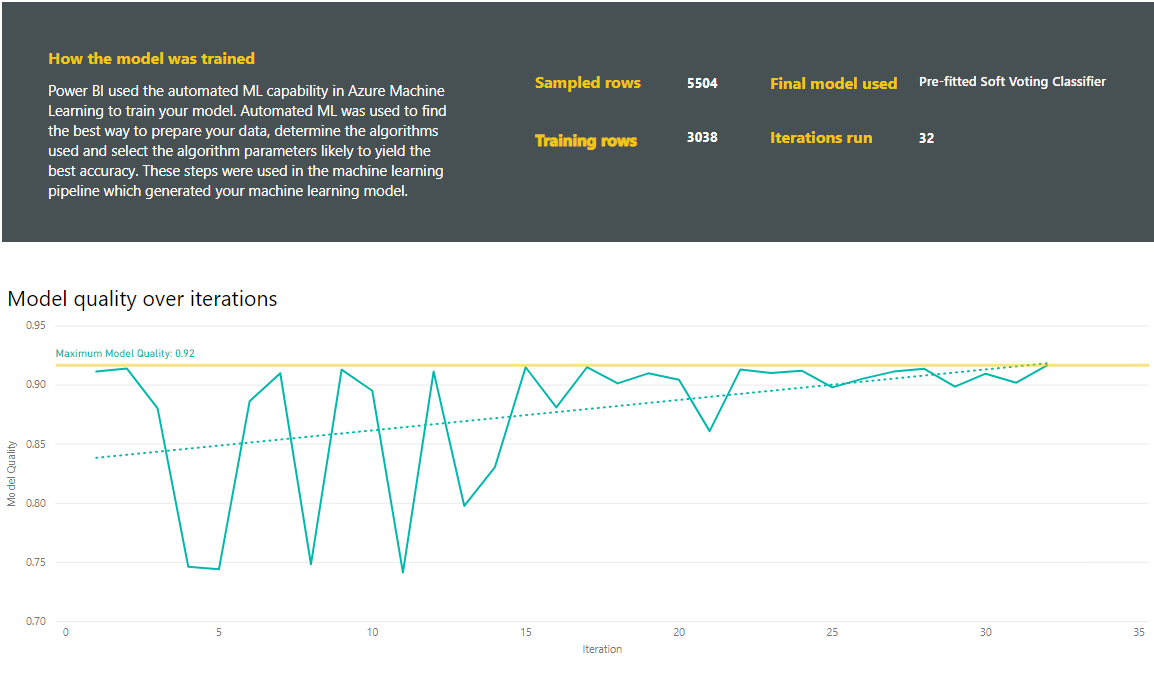 How the model was trained
Power BI used the automated ML capability in Azure Machine
Learning to train your model. Automated ML was used to find
the best way to prepare your data, determine the algorithms
used and select the algorithm parameters likely to yield the
best accuracy. These steps were used in the machine learning
pipeline which generated your machine learning model.
Sampled rows 5504 Final model used Pre-fitted Soft Voting Classifier
Training rows 3038 Iterations run 32
Model quality over iterations
0.95
Maximum Model Quality: 0.92
0.90
0.85
Model Quality
0.80
0.75
0.70
0 5 10 15 20 25 30 35
Iteration